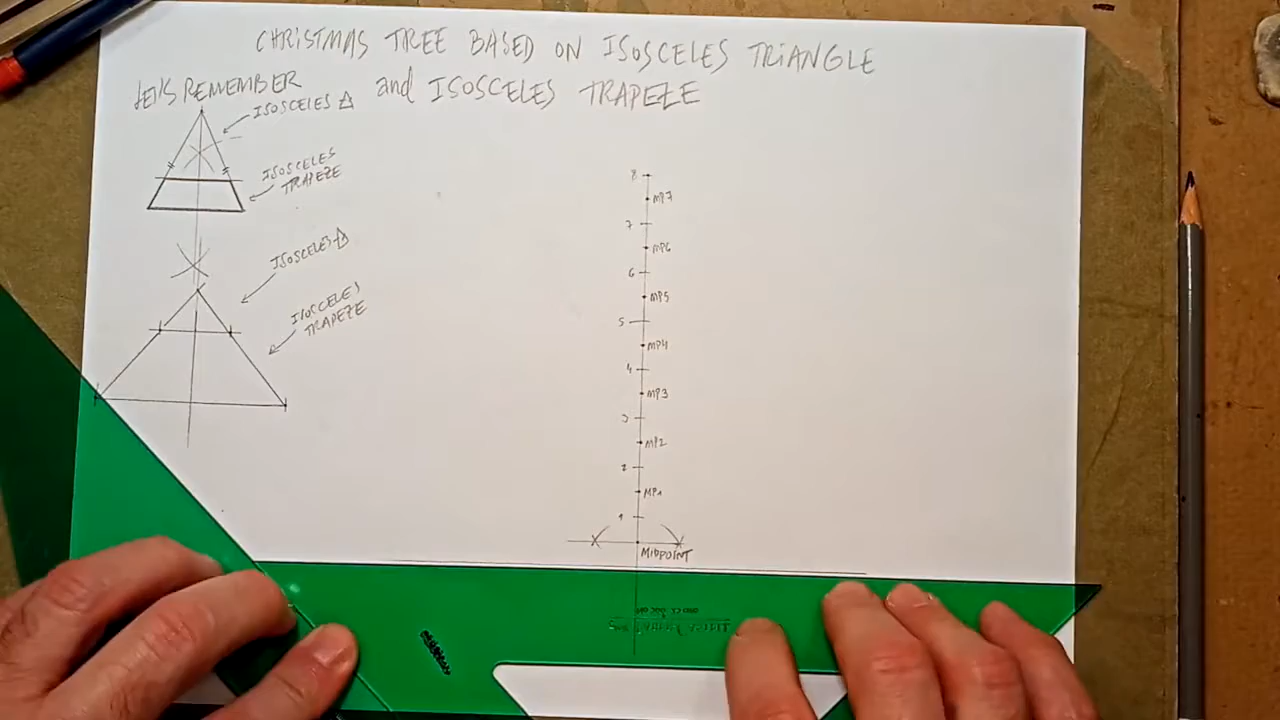 CHRISTMAS TREE BASED ON ISOSCELES TRIANGLE
and ISOSCELES TRAPEZE
LET'S REMEMBER
ISOSCELES
ISOSCELES
TRAPEZE
ISOSCELES
ISOSCELES
TRAPEZE
8
MP7
7
MP6
6
MP5
5
MP4
4
MP3
3
MP2
2
MP1
1
MIDPOINT